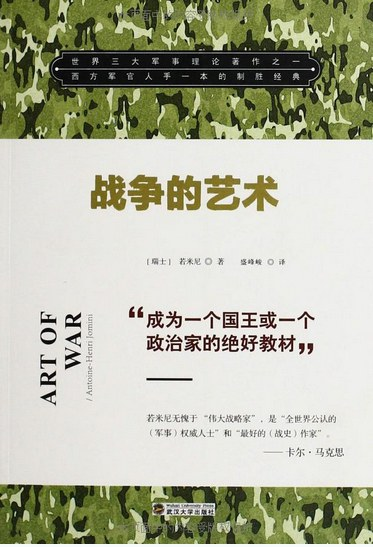 世界三大军事理论著作之一
西方军官人手一本的制胜经典
战争的艺术
［瑞士］若米尼◎著 盛峰峻◎译
ART OF
WAR
/ Antoine-Henri Jomini
“成为一个国王或一个
政治家的绝好教材”
若米尼无愧于“伟大战略家”，是“全世界公认的
（军事）权威人士”和“最好的（战史）作家”。
——卡尔·马克思
Wuhan University Press
武汉大学出版社